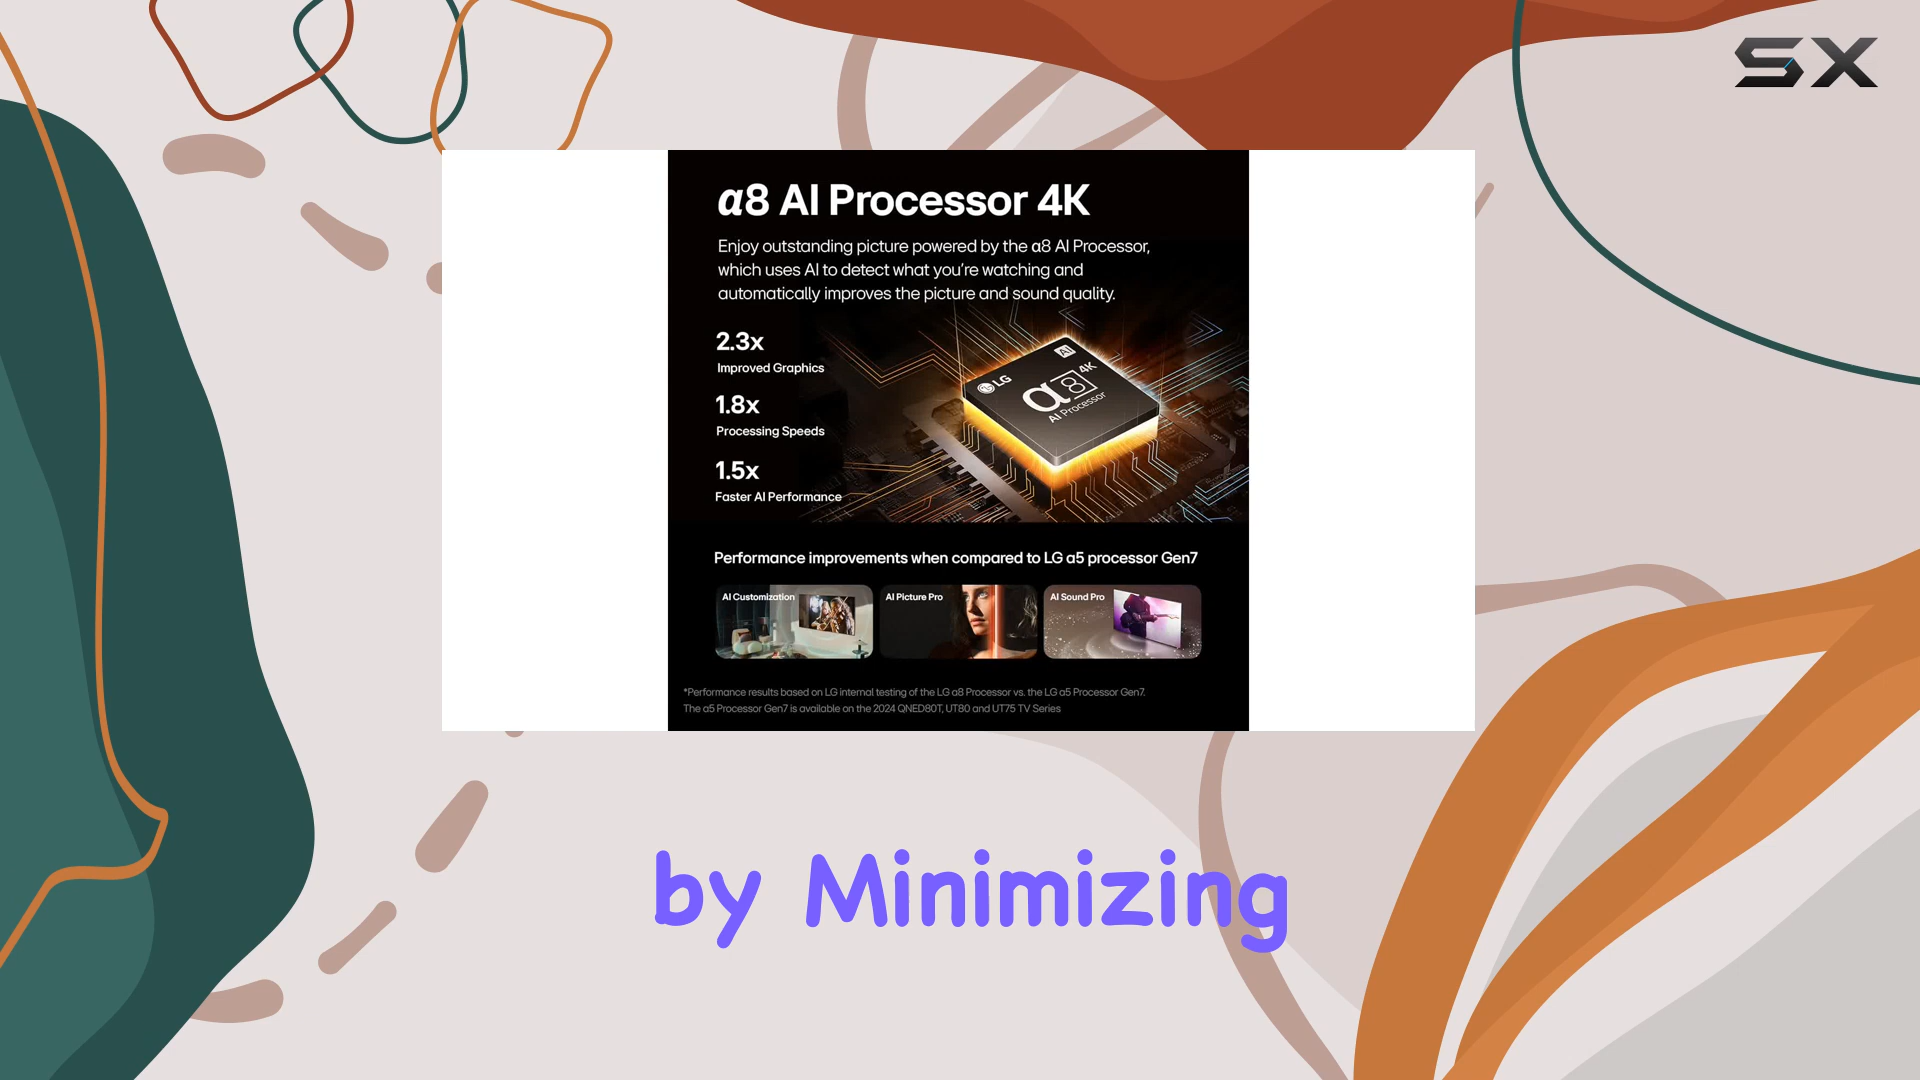 SX
α8 AI Processor 4K
Enjoy outstanding picture powered by the α8 AI Processor,
which uses AI to detect what you're watching and
automatically improves the picture and sound quality.
2.3x
Improved Graphics
1.8x
Processing Speeds
1.5x
Faster AI Performance
AI
LG
4K
α8
AI Processor
Performance improvements when compared to LG α5 processor Gen7
AI Customization
AI Picture Pro
AI Sound Pro
*Performance results based on LG internal testing of the LG α8 Processor vs. the LG α5 Processor Gen7.
The α5 Processor Gen7 is available on the 2024 QNED80T, UT80 and UT75 TV Series
by Minimizing